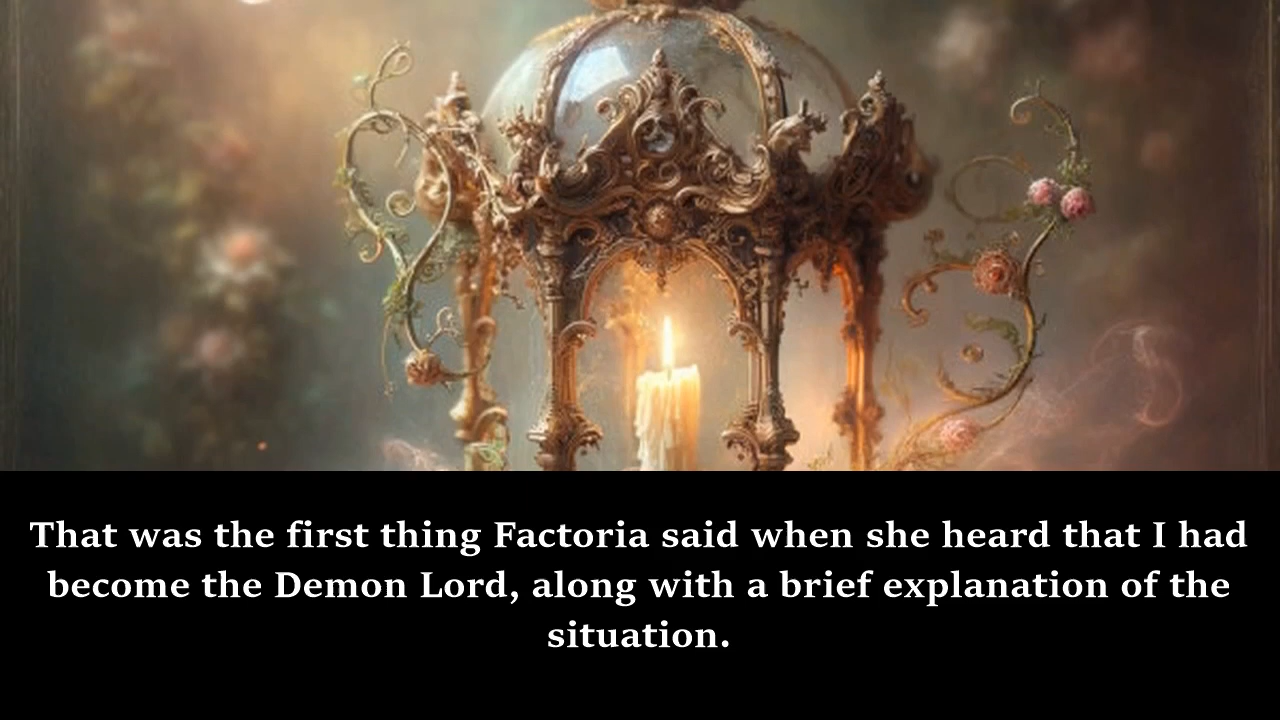 That was the first thing Factoria said when she heard that I had
become the Demon Lord, along with a brief explanation of the
situation.